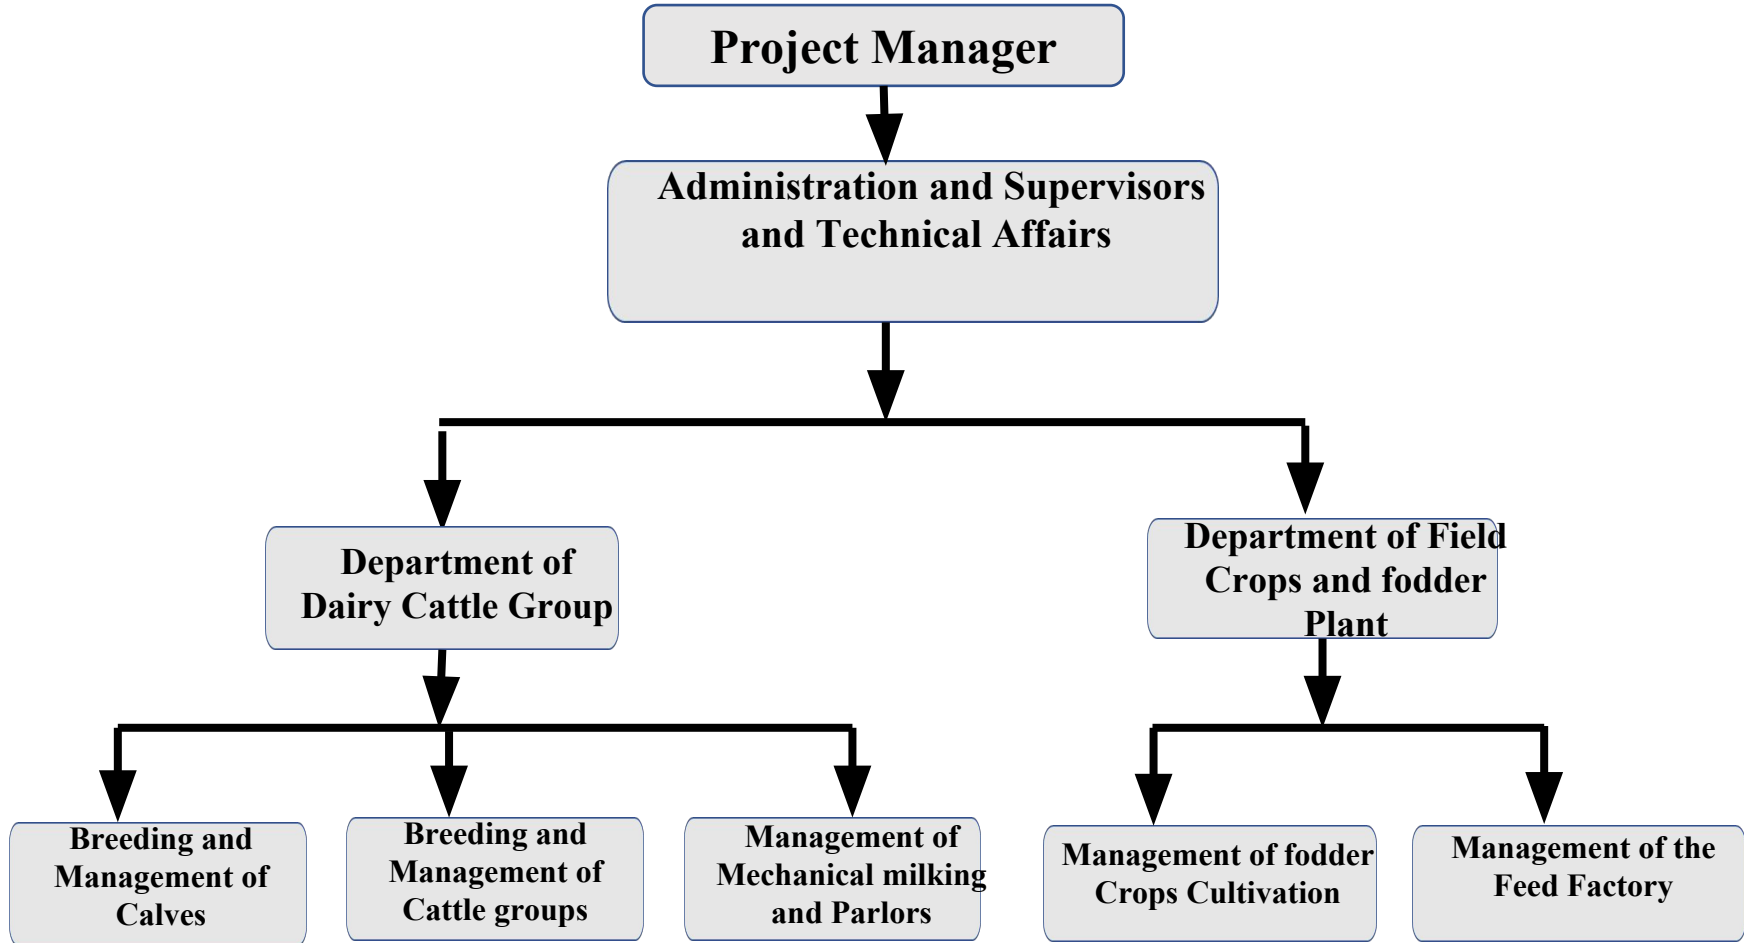 Project Manager
Administration and Supervisors
and Technical Affairs
Department of
Dairy Cattle Group
Department of Field
Crops and fodder
Plant
Breeding and
Management of
Calves
Breeding and
Management of
Cattle groups
Management of
Mechanical milking
and Parlors
Management of fodder
Crops Cultivation
Management of the
Feed Factory